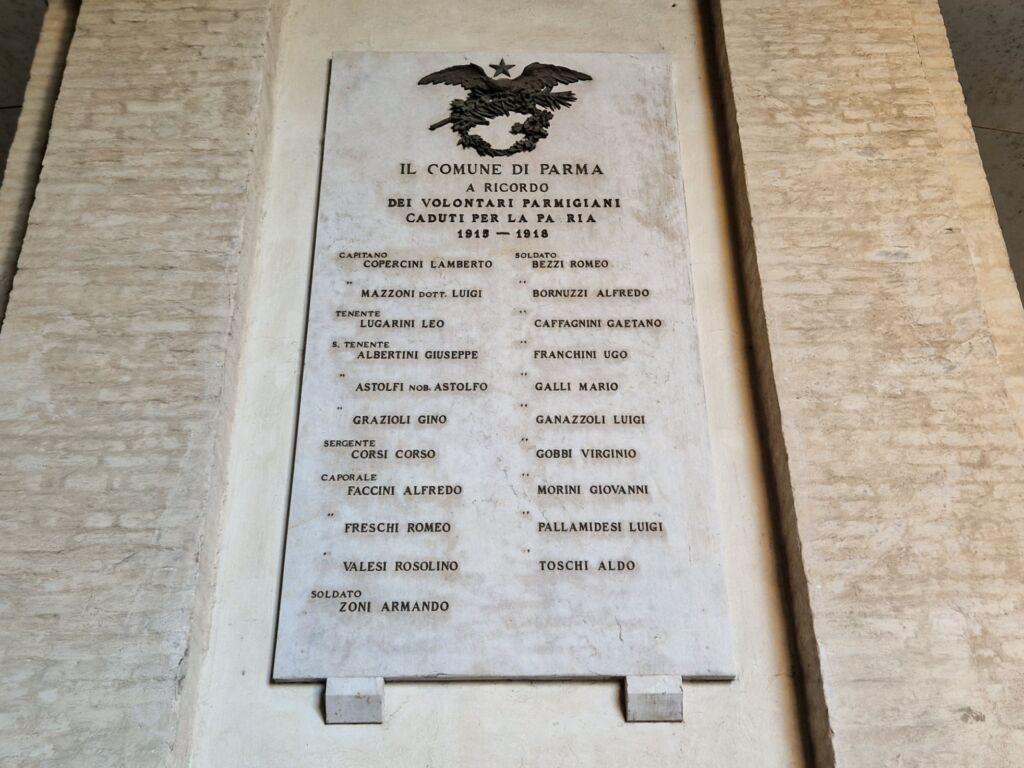 IL COMUNE DI PARMA
A RICORDO
DEI VOLONTARI PARMIGIANI
CADUTI PER LA PA RIA
1915 — 1918
CAPITANO
COPERCINI LAMBERTO
" MAZZONI DOTT. LUIGI
TENENTE
LUGARINI LEO
S. TENENTE
ALBERTINI GIUSEPPE
" ASTOLFI NOB. ASTOLFO
" GRAZIOLI GINO
SERGENTE
CORSI CORSO
CAPORALE
FACCINI ALFREDO
" FRESCHI ROMEO
" VALESI ROSOLINO
SOLDATO
ZONI ARMANDO
SOLDATO
BEZZI ROMEO
" BORNUZZI ALFREDO
" CAFFAGNINI GAETANO
" FRANCHINI UGO
" GALLI MARIO
" GANAZZOLI LUIGI
" GOBBI VIRGINIO
" MORINI GIOVANNI
" PALLAMIDESI LUIGI
" TOSCHI ALDO